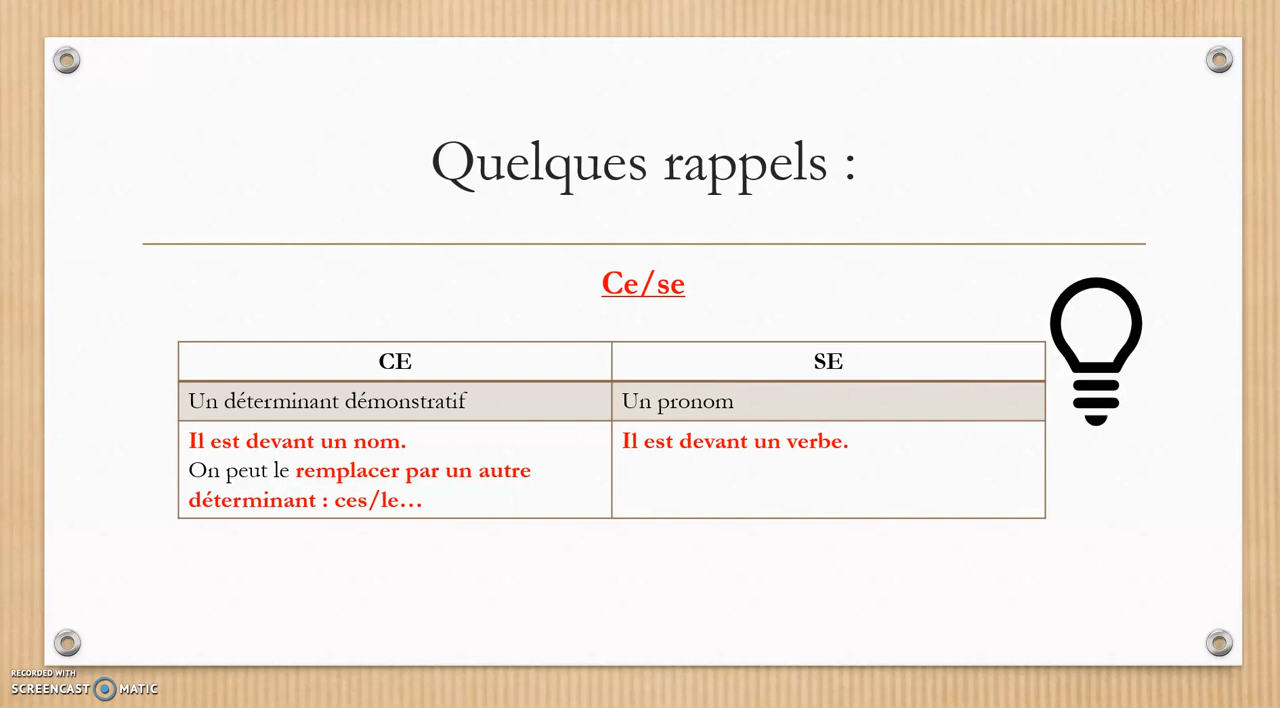 Quelques rappels :
Ce/se
CE
SE
Un déterminant démonstratif
Un pronom
Il est devant un nom.
On peut le remplacer par un autre
déterminant : ces/le…
Il est devant un verbe.
RECORDED WITH
SCREENCAST MATIC